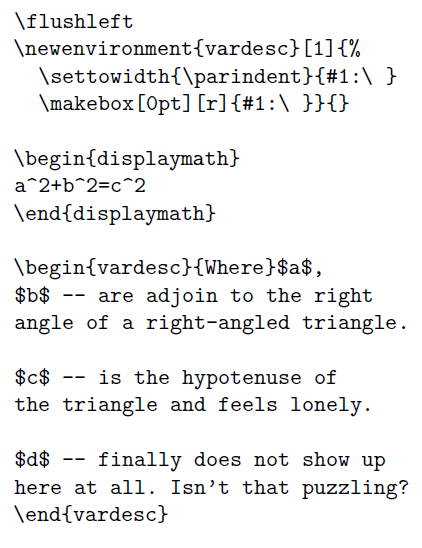 \flushleft
\newenvironment{vardesc}[1]{%
\settowidth{\parindent}{#1:\ }
\makebox[0pt][r]{#1:\ }}{}
\begin{displaymath}
a^2+b^2=c^2
\end{displaymath}
\begin{vardesc}{Where}$a$,
$b$ -- are adjoin to the right
angle of a right-angled triangle.
$c$ -- is the hypotenuse of
the triangle and feels lonely.
$d$ -- finally does not show up
here at all. Isn't that puzzling?
\end{vardesc}